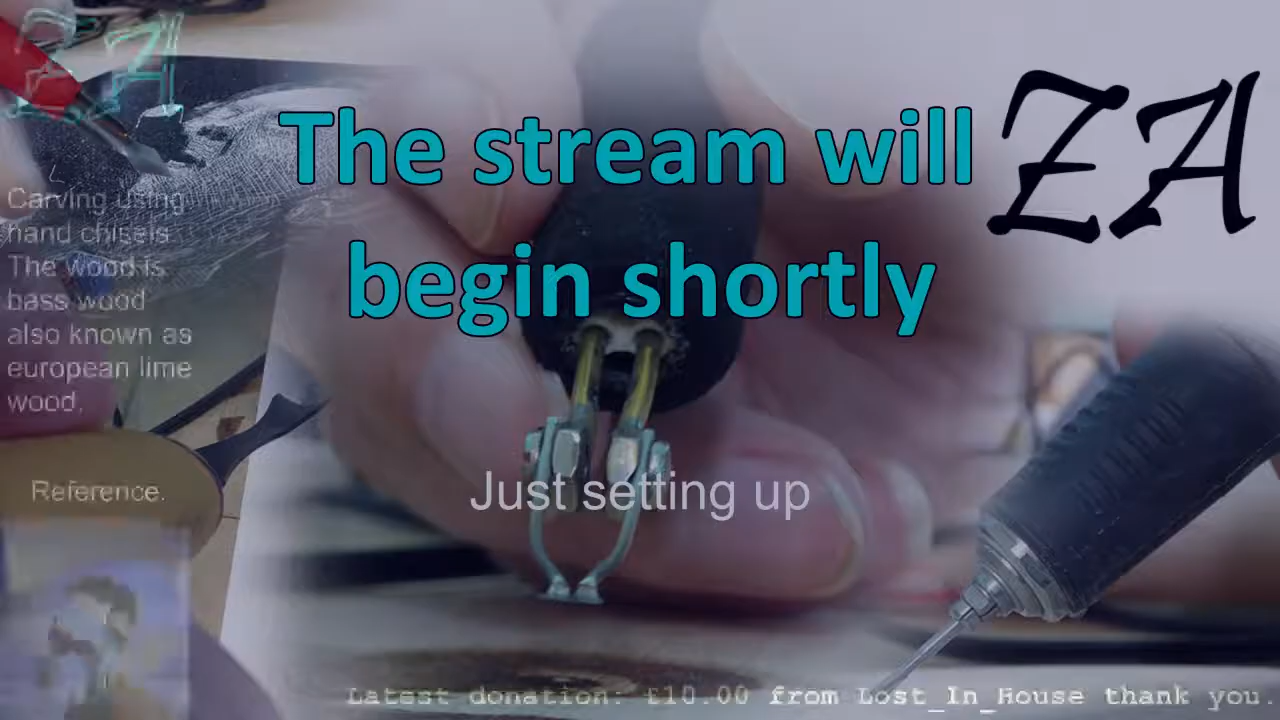 ZA
The stream will
ZA
begin shortly
Carving using
hand chisels
The wood is
bass wood
also known as
european lime
wood.
Reference.
Just setting up
Latest donation: £10.00 from Lost_In_House thank you.